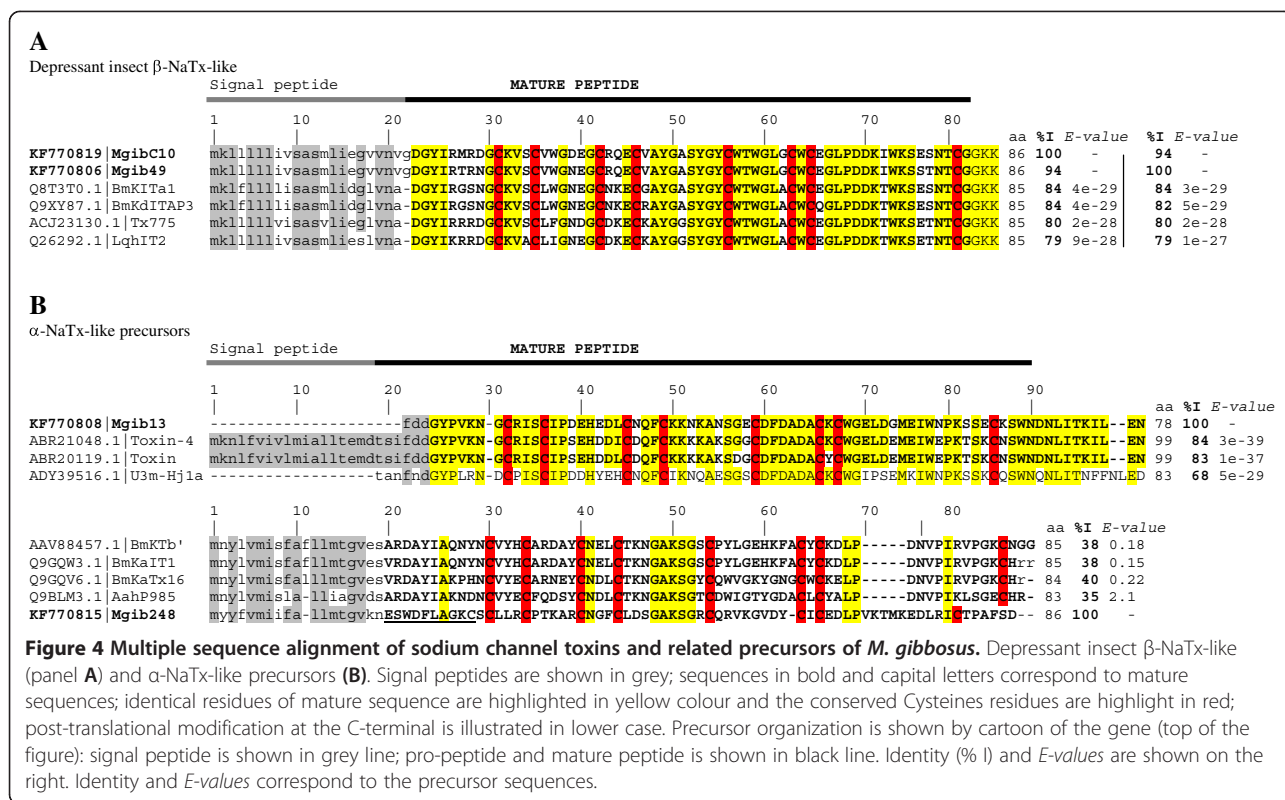 A
Depressant insect β-NaTx-like
Signal peptide MATURE PEPTIDE
1 10 20 30 40 50 60 70 80
aa %I E-value %I E-value
KF770819|MgibC10 mkllllllivsasmliegvvnvgDGYIRMRDGCKVSCVWGDEGCRQECVAYGASYGYCWTWGLGCWCEGLPDDKIWKSESNTCGGKK 86 100 - 94 -
KF770806|Mgib49 mkllllllivsasmliegvvnvgDGYIRTRNGCKVSCVWGDEGCRQECVAYGASYGYCWTWGLGCWCEGLPDDKIWKSSTNTCGGKK 86 94 - 100 -
Q8T3T0.1|BmKITa1 mklfllllivsasmlidglvna-DGYIRGSNGCKVSCLWGNEGCNKECGAYGASYGYCWTWGLACWCEGLPDDKTWKSESNTCGGKK 85 84 4e-29 84 3e-29
Q9XY87.1|BmKdITAP3 mklfllllivsasmlidglvna-DGYIRGSNGCKVSCLWGNEGCNKECRAYGASYGYCWTWGLACWCQGLPDDKTWKSESNTCGGKK 85 84 4e-29 82 5e-29
ACJ23130.1|Tx775 mkllllllvisasvliegLvna-DGYIRRRDGCKVSCLFGNDGCDKECKAYGGSYGYCWTWGLACWCEGLPDDKTWKSETNTCGGKK 85 80 2e-28 80 2e-28
Q26292.1|LqhIT2 mkllllllivsasmlieslvna-DGYIKRRDGCKVACLIGNEGCDKECKAYGGSYGYCWTWGLACWCEGLPDDKTWKSETNTCGGKK 85 79 9e-28 79 1e-27
B
α-NaTx-like precursors
Signal peptide MATURE PEPTIDE
1 10 20 30 40 50 60 70 80 90
aa %I E-value
KF770808|Mgib13 ---------------------fddGYPVKN-GCRISCIPDEHEDLCNQFCKKNKANSGECDFDADACKCWGELDGMEIWNPKSSECKSWNDNLITKIL--EN 78 100 -
ABR21048.1|Toxin-4 mknlfvivlmialltemdtsifddGYPVKN-GCRISCIPSEHDDICDQFCKKKKAKSGGCDFDADACKCWGELDEMEIWEPKTSKCNSWNDNLITKIL--EN 99 84 3e-39
ABR20119.1|Toxin mknlfvivlmialltemdtsifddGYPVKN-GCRISCIPSEHDDLCDQFCKKKKAKSDGCDFDADACYCWGELDEMEIWEPKTSKCNSWNDNLITKIL--EN 99 83 1e-37
ADY39516.1|U3m-Hj1a -------------------tanfndGYPLRN-DCPISCIPDDHYEHCNQFCIKNQAESGSCDFDADACKCWGIPSEMKIWNPKSSKCQSWNQNLITNFFNLED 83 68 5e-29
1 10 20 30 40 50 60 70 80
aa %I E-value
AAV88457.1|BmKTb' mnylvmisfafllmtgvesARDAYIAQNYNCVYHCARDAYCNELCTKNGAKSGSCPYLGEHKFACYCKDLP-----DNVPIRVPGKCNGG 85 38 0.18
Q9GQW3.1|BmKaIT1 mnylvmisfafllmtgvesVRDAYIAQNYNCVYHCARDAYCNELCTKNGAKSGSCPYLGEHKFACYCKDLP-----DNVPIRVPGKCHrr 85 38 0.15
Q9GQV6.1|BmKaTx16 mnylvmisfallmtgvesVRDAYIAKPHNCVYECARNEYCNDLCTKNGAKSGYCQWVGKYGNGCWCKELP-----DNVPIRVPGKCHr- 84 40 0.22
Q9BLM3.1|AahP985 mnylvmisla-lliagvdsARDAYIAKNDNCVYECFQDSYCNDLCTKNGAKSGTCDWIGTYGDACLCYALP-----DNVPIKLSGECHR- 83 35 2.1
KF770815|Mgib248 myyfvmiifa-llmtgvknESWDFLAGKCSCLLRCPTKARCNGFCLDSGAKSGRCQRVKGVDY-CICEDLPVKTMKEDLRICTPAFSD-- 86 100 -
Figure 4 Multiple sequence alignment of sodium channel toxins and related precursors of M. gibbosus. Depressant insect β-NaTx-like
(panel A) and α-NaTx-like precursors (B). Signal peptides are shown in grey; sequences in bold and capital letters correspond to mature
sequences; identical residues of mature sequence are highlighted in yellow colour and the conserved Cysteines residues are highlight in red;
post-translational modification at the C-terminal is illustrated in lower case. Precursor organization is shown by cartoon of the gene (top of the
figure): signal peptide is shown in grey line; pro-peptide and mature peptide is shown in black line. Identity (% I) and E-values are shown on the
right. Identity and E-values correspond to the precursor sequences.